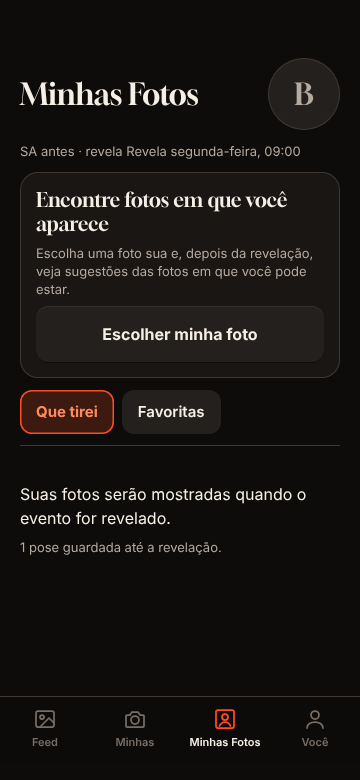 Minhas Fotos
B
SA antes · revela Revela segunda-feira, 09:00
Encontre fotos em que você
aparece
Escolha uma foto sua e, depois da revelação,
veja sugestões das fotos em que você pode
estar.
Escolher minha foto
Que tirei
Favoritas
Suas fotos serão mostradas quando o
evento for revelado.
1 pose guardada até a revelação.
Feed
Minhas
Minhas Fotos
Você